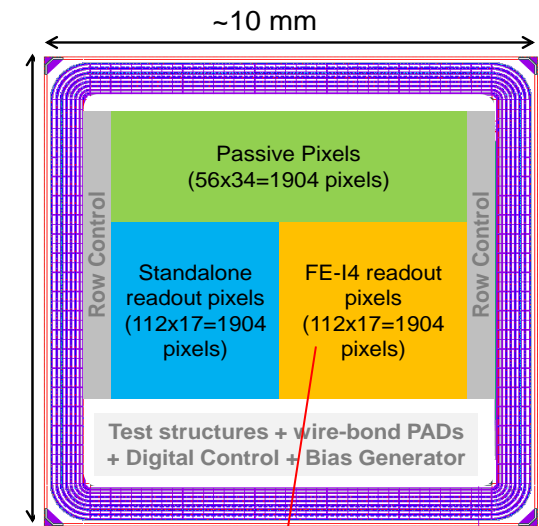 ~10 mm
Passive Pixels
(56x34=1904 pixels)
Row Control
Standalone
readout pixels
(112x17=1904
pixels)
FE-I4 readout
pixels
(112x17=1904
pixels)
Row Control
Test structures + wire-bond PADs
+ Digital Control + Bias Generator